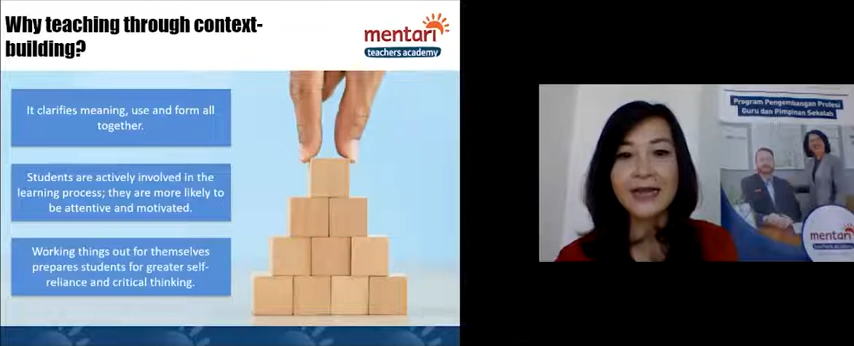 Why teaching through context-
building?
mentari
teachers academy
It clarifies meaning, use and form all
together.
Students are actively involved in the
learning process; they are more likely to
be attentive and motivated.
Working things out for themselves
prepares students for greater self-
reliance and critical thinking.
Program Pengembangan Profesi
Guru dan Pimpinan Sekolah
mentari
teachers academy